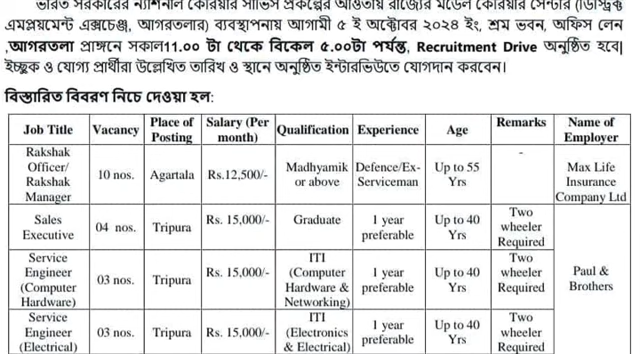 ভারত সরকারের ন্যাশনাল কেরিয়ার সার্ভিস প্রকল্পের আওতায় রাজ্যের মডেল কেরিয়ার সেন্টার (ডিস্ট্রিক্ট
এমপ্লয়মেন্ট এক্সচেঞ্জ, আগরতলার) ব্যবস্থাপনায় আগামী ৫ ই অক্টোবর ২০২৪ ইং, শ্রম ভবন, অফিস লেন
,আগরতলা প্রাঙ্গনে সকাল11.০০ টা থেকে বিকেল ৫.০০টা পর্যন্ত, Recruitment Drive অনুষ্ঠিত হবে|
ইচ্ছুক ও যোগ্য প্রার্থীরা উল্লেখিত তারিখ ও স্থানে অনুষ্ঠিত ইন্টারভিউতে যোগদান করবেন।
বিস্তারিত বিবরণ নিচে দেওয়া হল:
Job Title Vacancy Place of Posting Salary (Per month) Qualification Experience Age Remarks Name of Employer
Rakshak Officer/ Rakshak Manager 10 nos. Agartala Rs.12,500/- Madhyamik or above Defence/Ex-Serviceman Up to 55 Yrs - Max Life Insurance Company Ltd
Sales Executive 04 nos. Tripura Rs. 15,000/- Graduate 1 year preferable Up to 40 Yrs Two wheeler Required Paul & Brothers
Service Engineer (Computer Hardware) 03 nos. Tripura Rs. 15,000/- ITI (Computer Hardware & Networking) 1 year preferable Up to 40 Yrs Two wheeler Required
Service Engineer (Electrical) 03 nos. Tripura Rs. 15,000/- ITI (Electronics & Electrical) 1 year preferable Up to 40 Yrs Two wheeler Required